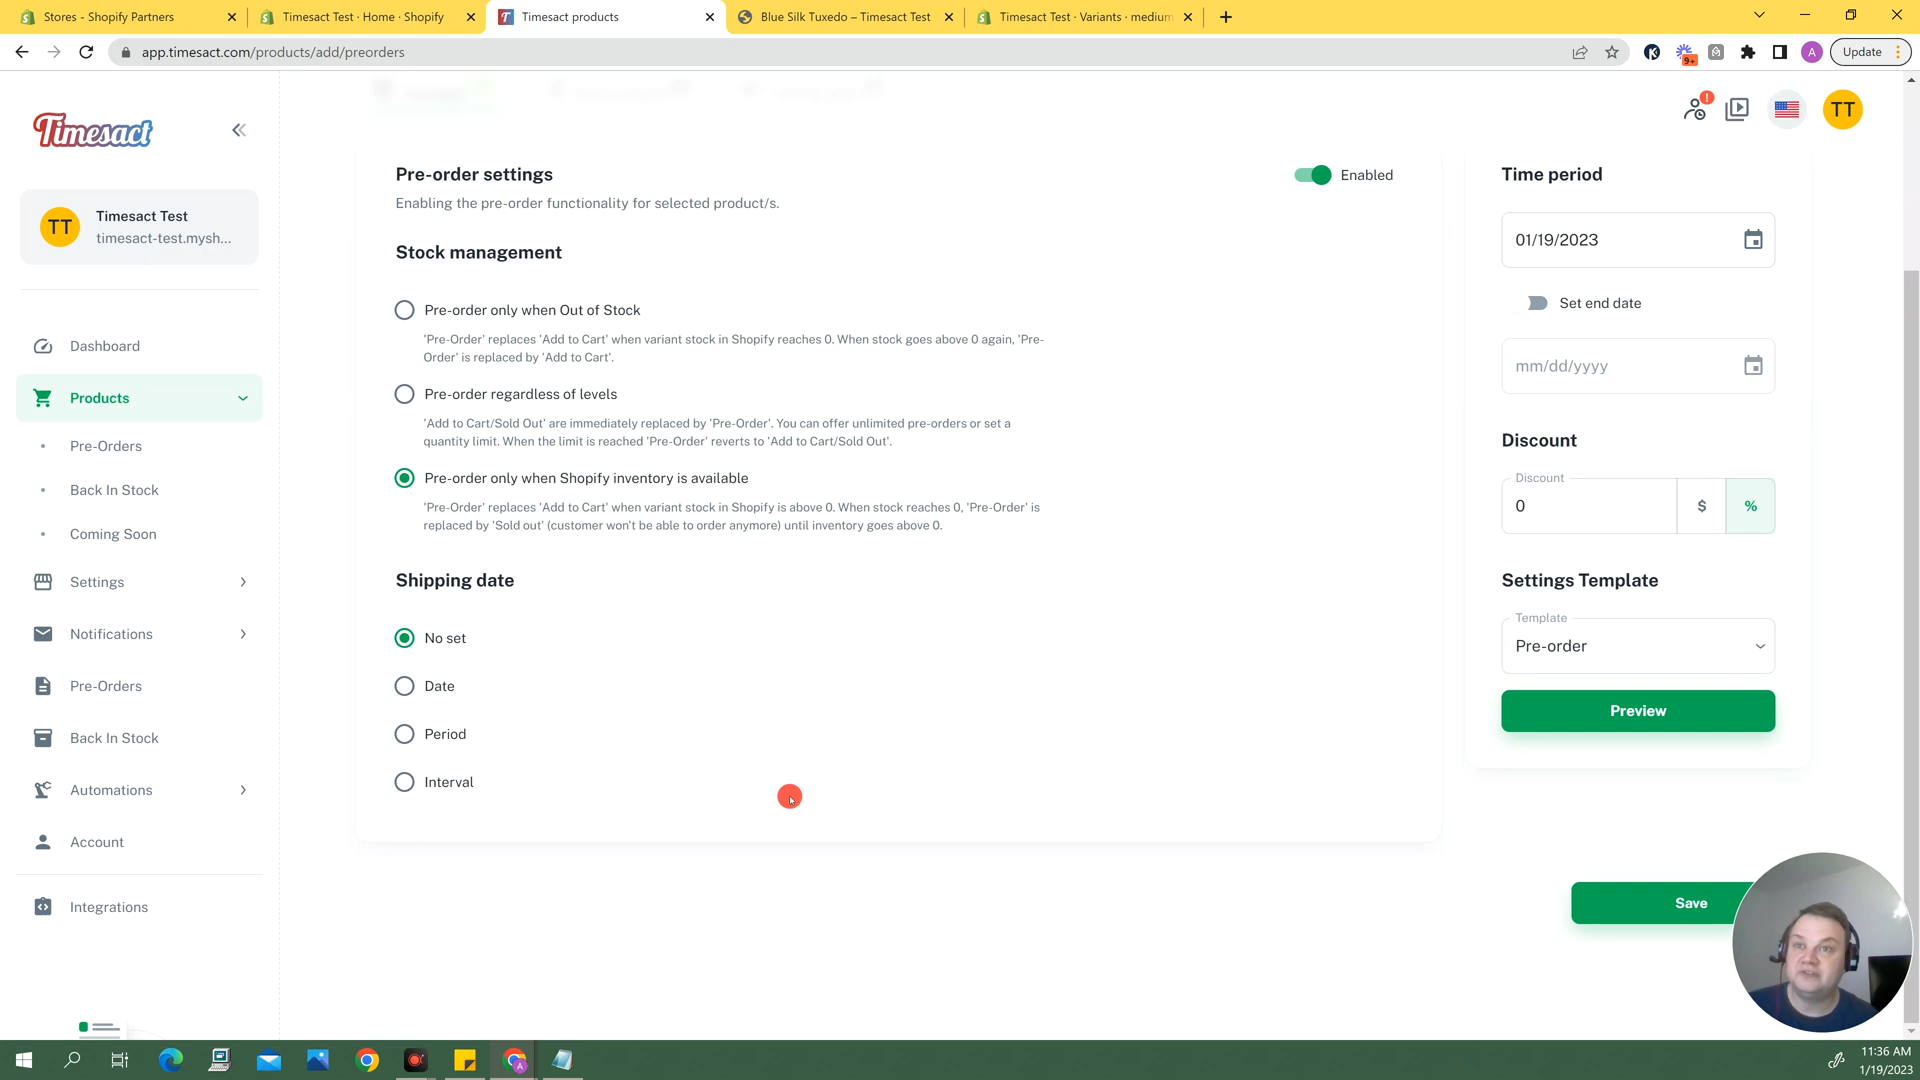 Stores - Shopify Partners
Timesact Test · Home · Shopify
Timesact products
Blue Silk Tuxedo – Timesact Test
Timesact Test · Variants · medium
app.timesact.com/products/add/preorders
9+
A
Update
Timesact
TT
Timesact Test
timesact-test.mysh...
Dashboard
Products
Pre-Orders
Back In Stock
Coming Soon
Settings
Notifications
Pre-Orders
Back In Stock
Automations
Account
Integrations
!
TT
Pre-order settings
Enabled
Enabling the pre-order functionality for selected product/s.
Stock management
Pre-order only when Out of Stock
'Pre-Order' replaces 'Add to Cart' when variant stock in Shopify reaches 0. When stock goes above 0 again, 'Pre-
Order' is replaced by 'Add to Cart'.
Pre-order regardless of levels
'Add to Cart/Sold Out' are immediately replaced by 'Pre-Order'. You can offer unlimited pre-orders or set a
quantity limit. When the limit is reached 'Pre-Order' reverts to 'Add to Cart/Sold Out'.
Pre-order only when Shopify inventory is available
'Pre-Order' replaces 'Add to Cart' when variant stock in Shopify is above 0. When stock reaches 0, 'Pre-Order' is
replaced by 'Sold out' (customer won't be able to order anymore) until inventory goes above 0.
Shipping date
No set
Date
Period
Interval
Time period
01/19/2023
Set end date
mm/dd/yyyy
Discount
Discount
0
$
%
Settings Template
Template
Pre-order
Preview
Save
A
11:36 AM
1/19/2023